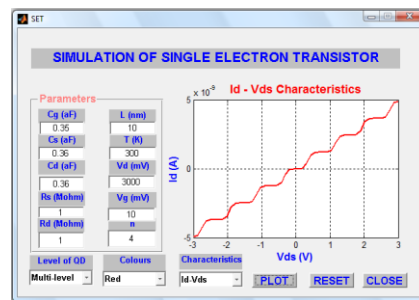 SET
SIMULATION OF SINGLE ELECTRON TRANSISTOR
Parameters
Cg (aF) L (nm)
0.35 10
Cs (aF) T (K)
0.36 300
Cd (aF) Vd (mV)
0.36 3000
Rs (Mohm) Vg (mV)
1 10
Rd (Mohm) n
1 4
Level of QD Colours Characteristics
Multi-level Red Id-Vds
Id - Vds Characteristics
x 10⁻⁹
5
0
-5
Id (A)
-3 -2 -1 0 1 2 3
Vds (V)
PLOT RESET CLOSE